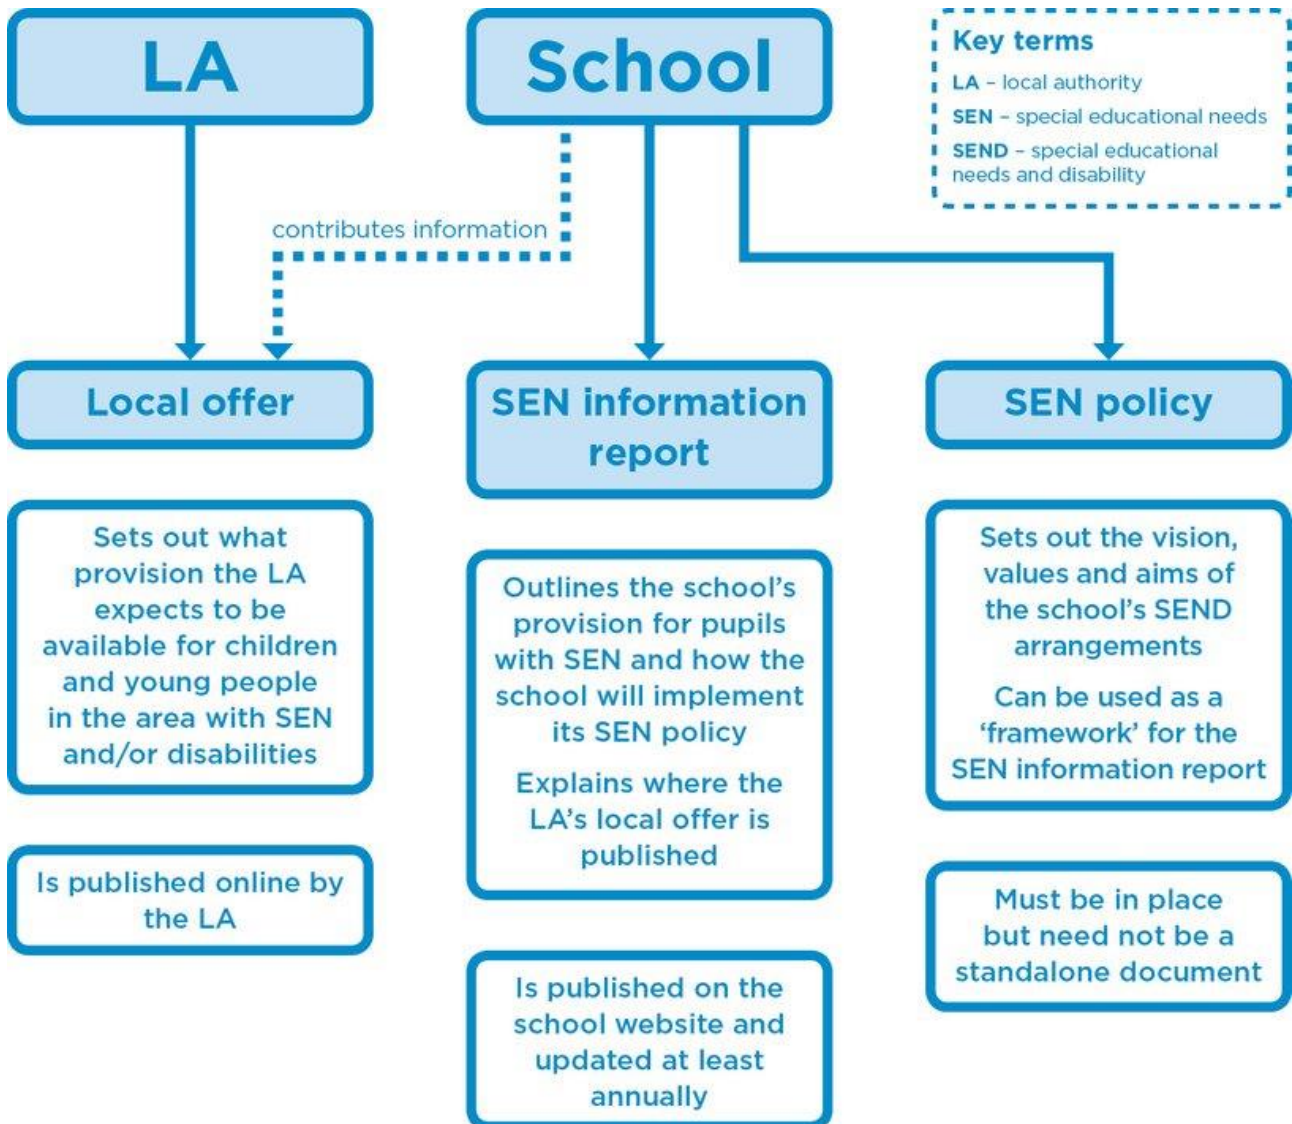 LA
School
Key terms
LA – local authority
SEN – special educational needs
SEND – special educational
needs and disability
contributes information
Local offer
Sets out what
provision the LA
expects to be
available for children
and young people
in the area with SEN
and/or disabilities
Is published online by
the LA
SEN information
report
Outlines the school’s
provision for pupils
with SEN and how the
school will implement
its SEN policy
Explains where the
LA’s local offer is
published
Is published on the
school website and
updated at least
annually
SEN policy
Sets out the vision,
values and aims of
the school’s SEND
arrangements
Can be used as a
‘framework’ for the
SEN information report
Must be in place
but need not be a
standalone document